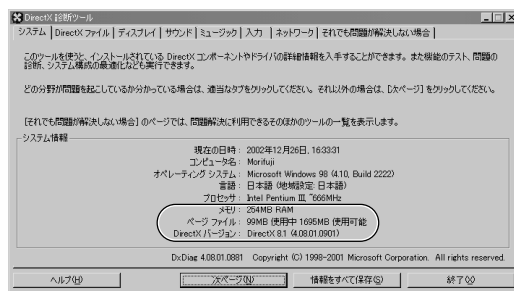 DirectX 診断ツール
システム DirectX ファイル ディスプレイ サウンド ミュージック 入力 ネットワーク それでも問題が解決しない場合
このツールを使うと、インストールされている DirectX コンポーネントやドライバの詳細情報を入手することができます。また機能のテスト、問題の
診断、システム構成の最適化なども実行できます。
どの分野が問題を起こしているか分かっている場合は、適当なタブをクリックしてください。それ以外の場合は、[次ページ] をクリックしてください。
[それでも問題が解決しない場合] のページでは、問題解決に利用できるそのほかのツールの一覧を表示します。
システム情報
現在の日時: 2002年12月26日, 16:33:31
コンピュータ名: Morifuji
オペレーティング システム: Microsoft Windows 98 (4.10, Build 2222)
言語: 日本語 (地域設定: 日本語)
プロセッサ: Intel Pentium III, ~666MHz
メモリ: 254MB RAM
ページ ファイル: 99MB 使用中 1695MB 使用可能
DirectX バージョン: DirectX 8.1 (4.08.01.0901)
DxDiag 4.08.01.0881 Copyright (C) 1998-2001 Microsoft Corporation. All rights reserved.
ヘルプ(H) 次ページ(N) 情報をすべて保存(S) 終了(X)